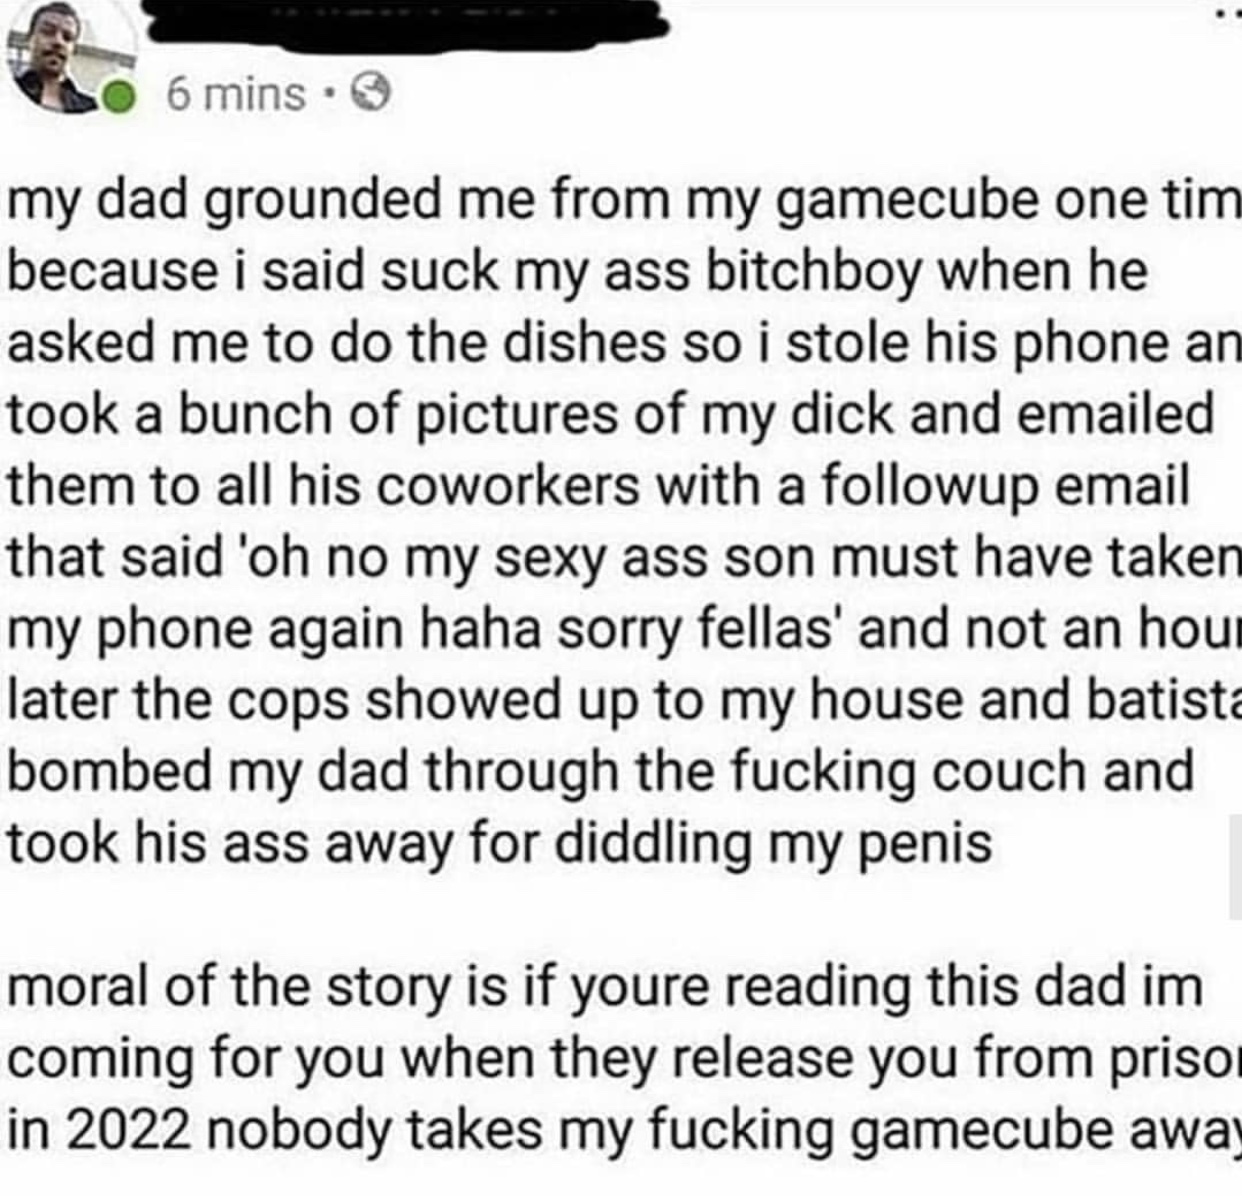 6 mins ·
my dad grounded me from my gamecube one tim
because i said suck my ass bitchboy when he
asked me to do the dishes so i stole his phone an
took a bunch of pictures of my dick and emailed
them to all his coworkers with a followup email
that said 'oh no my sexy ass son must have taken
my phone again haha sorry fellas' and not an hour
later the cops showed up to my house and batista
bombed my dad through the fucking couch and
took his ass away for diddling my penis
moral of the story is if youre reading this dad im
coming for you when they release you from prison
in 2022 nobody takes my fucking gamecube away